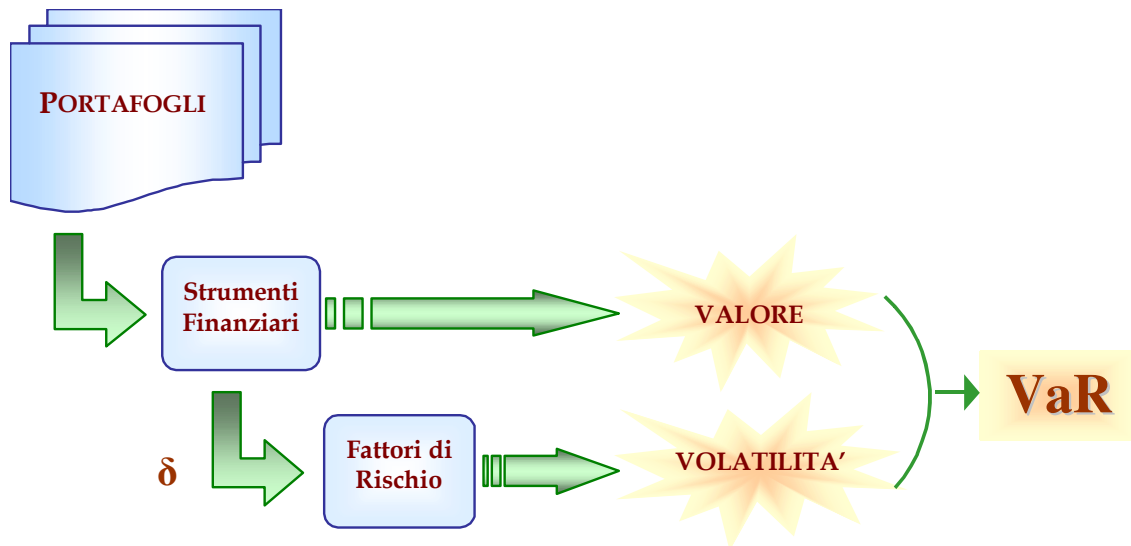 PORTAFOGLI
Strumenti
Finanziari
VALORE
VaR
δ
Fattori di
Rischio
VOLATILITA’